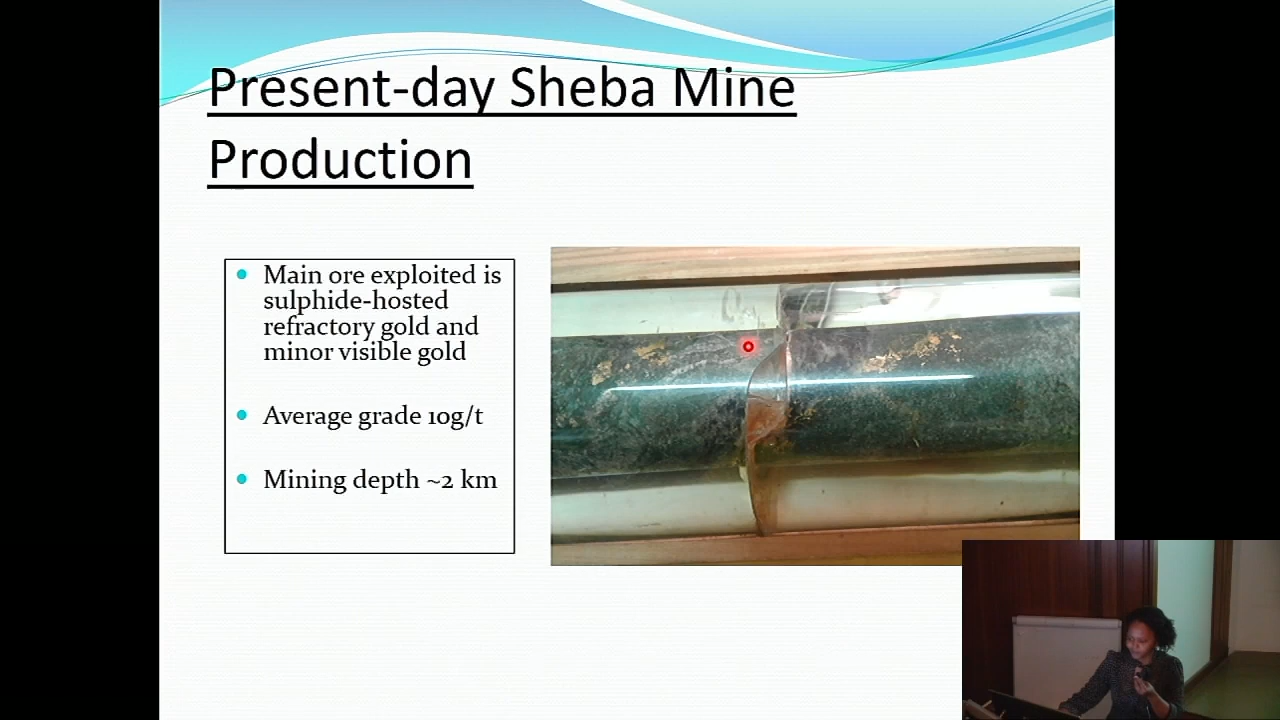 Present-day Sheba Mine
Production
Main ore exploited is
sulphide-hosted
refractory gold and
minor visible gold
Average grade 10g/t
Mining depth ~2 km